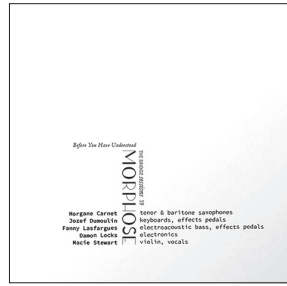 Before You Have Understood
MORPHOSE
THE BRIDGE SESSIONS 19
Morgane Carnet tenor & baritone saxophones
Jozef Dumoulin keyboards, effects pedals
Fanny Lasfargues electroacoustic bass, effects pedals
Damon Locks electronics
Macie Stewart violin, vocals